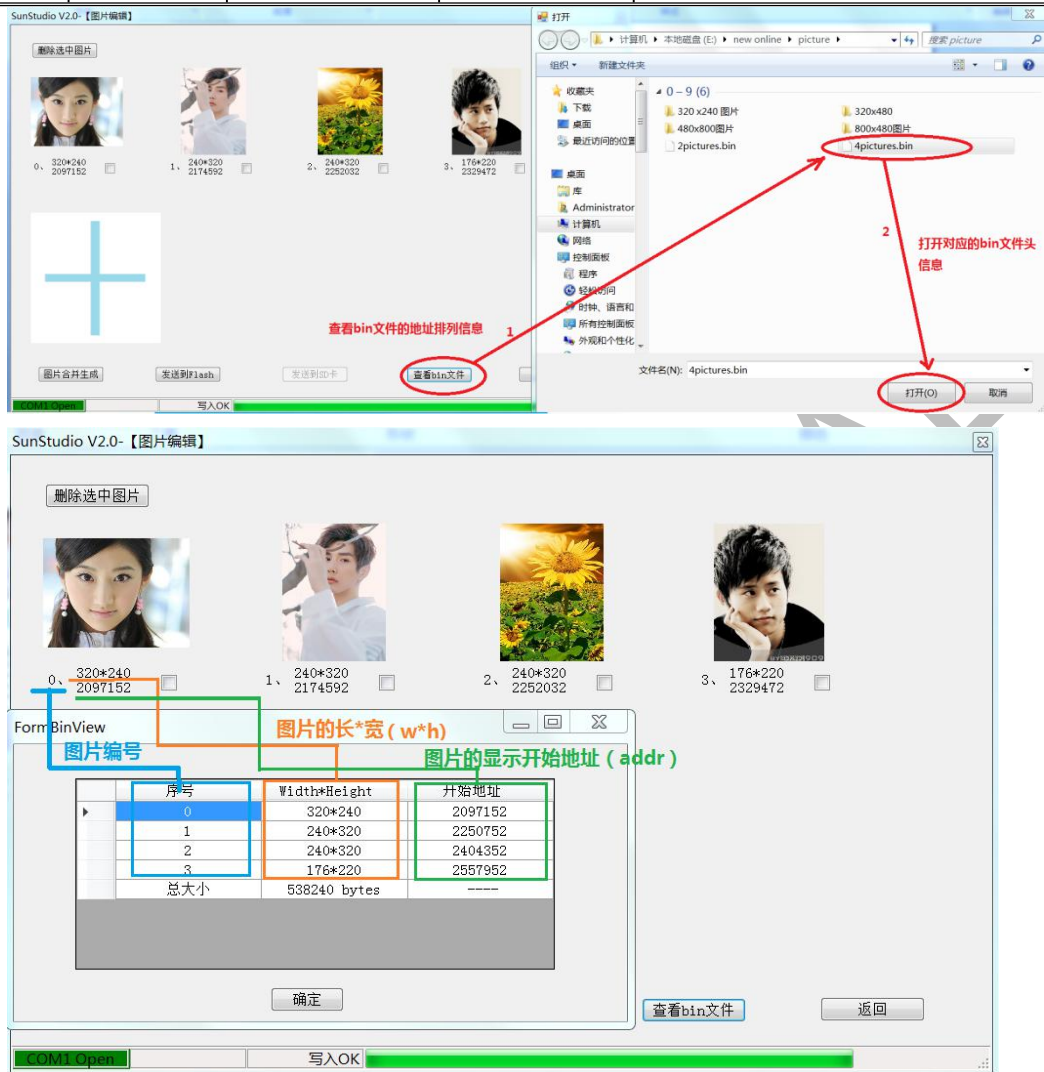 SunStudio V2.0-【图片编辑】
删除选中图片
0、 320*240
2097152
1、 240*320
2174592
2、 240*320
2252032
3、 176*220
2329472
查看bin文件的地址排列信息 1
图片合并生成 发送到Flash 发送到SD卡 查看bin文件
COM1 Open 写入OK
打开
计算机 本地磁盘 (E:) new online picture 搜索 picture
组织 新建文件夹
收藏夹
下载
桌面
最近访问的位置
桌面
库
Administrator
计算机
网络
控制面板
程序
轻松访问
时钟、语言和
所有控制面板
外观和个性化
0 – 9 (6)
320 x240 图片 320x480
480x800图片 800x480图片
2pictures.bin 4pictures.bin
2
打开对应的bin文件头
信息
文件名(N): 4pictures.bin
打开(O) 取消
SunStudio V2.0-【图片编辑】
删除选中图片
0、 320*240
2097152
1、 240*320
2174592
2、 240*320
2252032
3、 176*220
2329472
FormBinView
图片编号
图片的长*宽(w*h)
图片的显示开始地址(addr)
序号 Width*Height 开始地址
0 320*240 2097152
1 240*320 2250752
2 240*320 2404352
3 176*220 2557952
总大小 538240 bytes ----
确定
查看bin文件 返回
COM1 Open 写入OK